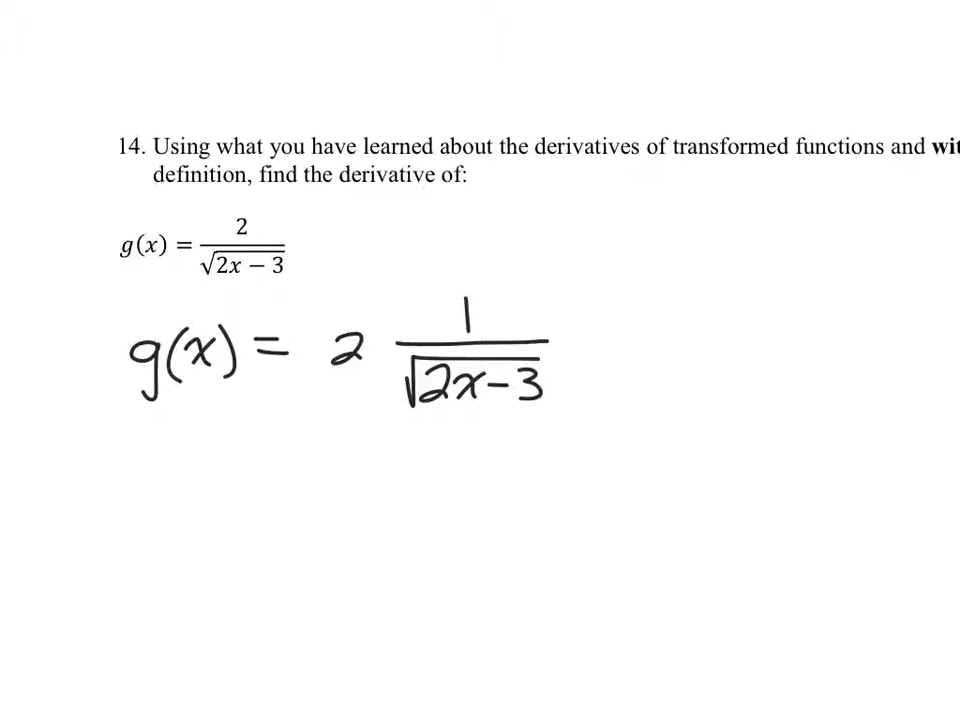 14. Using what you have learned about the derivatives of transformed functions and wit
definition, find the derivative of:
g(x) = 2 / √(2x − 3)
g(x) = 2 1 / √(2x-3)